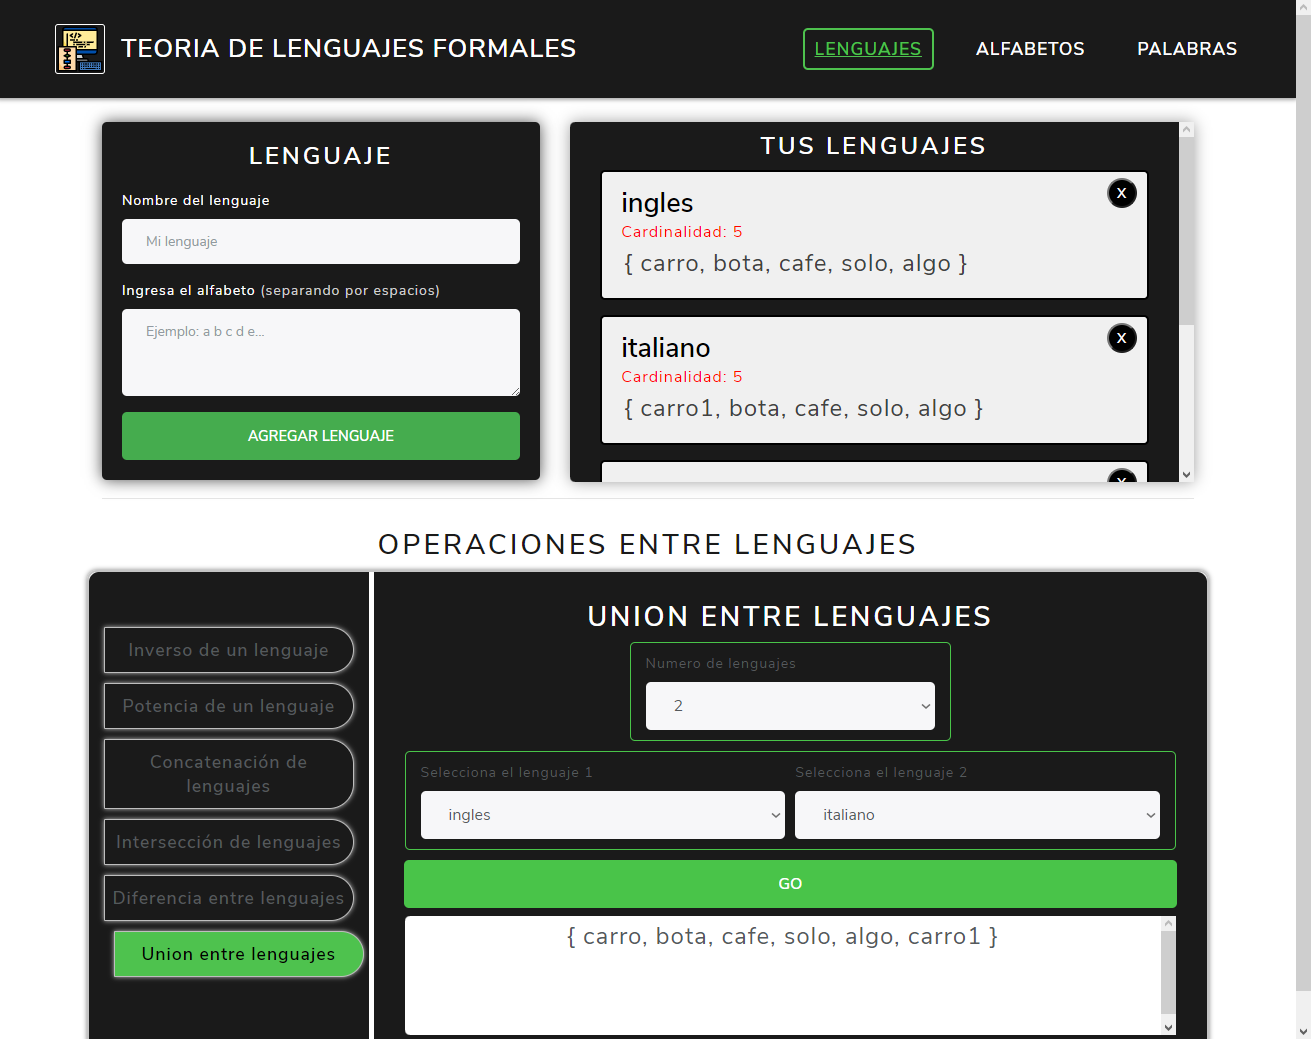 TEORIA DE LENGUAJES FORMALES
LENGUAJES
ALFABETOS
PALABRAS
LENGUAJE
Nombre del lenguaje
Mi lenguaje
Ingresa el alfabeto (separando por espacios)
Ejemplo: a b c d e...
AGREGAR LENGUAJE
TUS LENGUAJES
ingles
X
Cardinalidad: 5
{ carro, bota, cafe, solo, algo }
italiano
X
Cardinalidad: 5
{ carro1, bota, cafe, solo, algo }
X
OPERACIONES ENTRE LENGUAJES
Inverso de un lenguaje
Potencia de un lenguaje
Concatenación de
lenguajes
Intersección de lenguajes
Diferencia entre lenguajes
Union entre lenguajes
UNION ENTRE LENGUAJES
Numero de lenguajes
2
Selecciona el lenguaje 1
Selecciona el lenguaje 2
ingles
italiano
GO
{ carro, bota, cafe, solo, algo, carro1 }